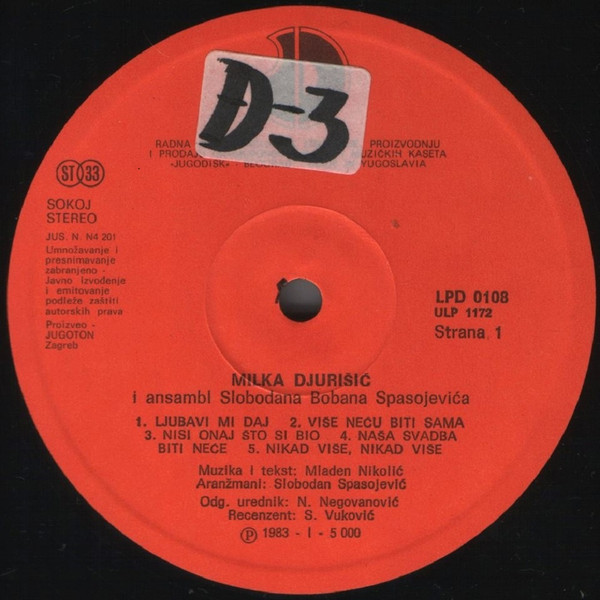 D-3
RADNA PROIZVODNJU
I PRODAJU KASETA
-JUGODISK- YUGOSLAVIA
ST 33
SOKOJ
STEREO
JUS. N. N4 201
Umnožavanje i
presnimavanje
zabranjeno -
Javno izvođenje
i emitovanje
podleže zaštiti
autorskih prava
Proizveo -
JUGOTON
Zagreb
LPD 0108
ULP 1172
Strana 1
MILKA DJURIŠIĆ
i ansambl Slobodana Bobana Spasojevića
1. LJUBAVI MI DAJ 2. VIŠE NEĆU BITI SAMA
3. NISI ONAJ ŠTO SI BIO 4. NAŠA SVADBA
BITI NEĆE 5. NIKAD VIŠE, NIKAD VIŠE
Muzika i tekst: Mladen Nikolić
Aranžmani: Slobodan Spasojević
Odg. urednik: N. Negovanović
Recenzent: S. Vuković
Ⓟ 1983 - I - 5 000